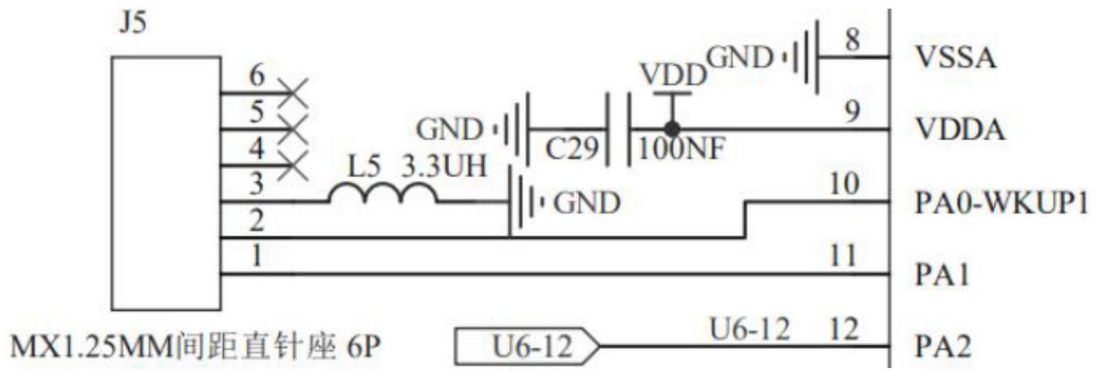 J5
8
GND
VSSA
6
VDD
5
9
GND
VDDA
4
C29
100NF
L5 3.3UH
3
10
GND
PA0-WKUP1
2
1
11
PA1
MX1.25MM间距直针座 6P
U6-12
U6-12
12
PA2